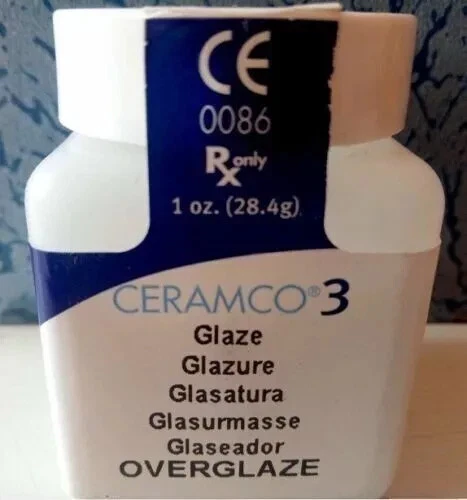 CE
0086
Rx only
1 oz. (28.4g)
CERAMCO® 3
Glaze
Glazure
Glasatura
Glasurmasse
Glaseador
OVERGLAZE